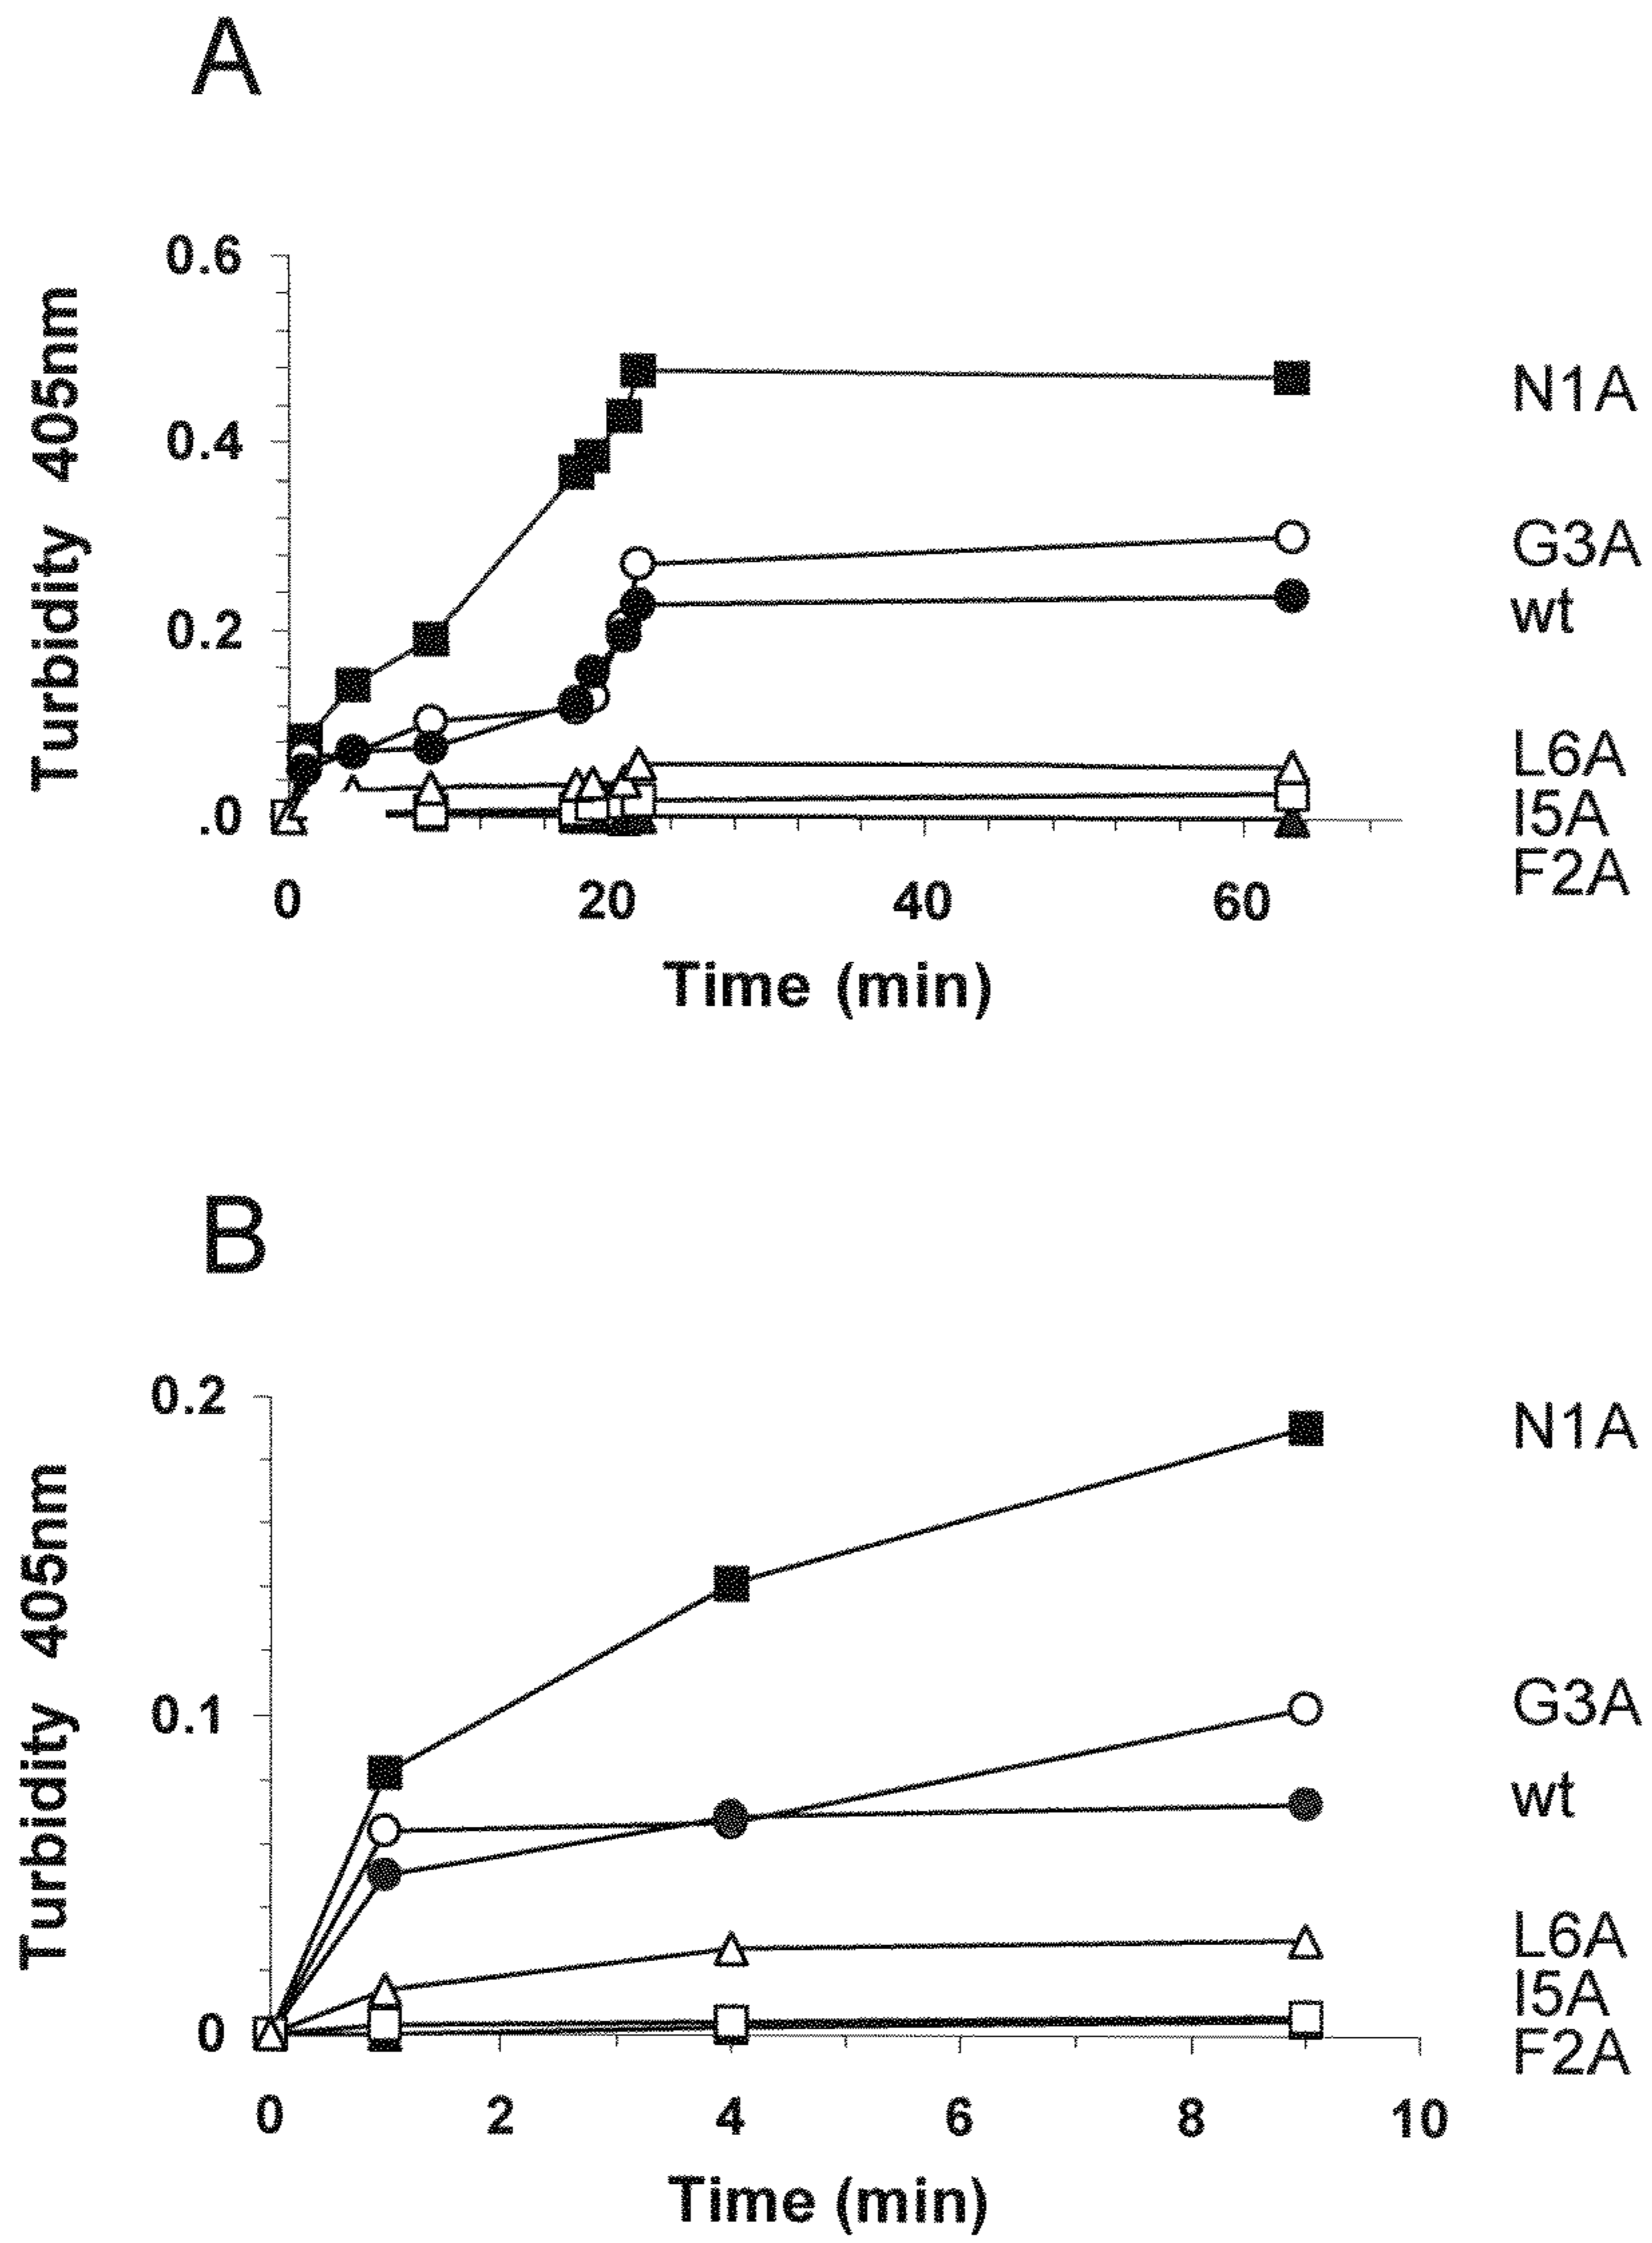 A
0.6
0.4
0.2
.0
Turbidity 405nm
0 20 40 60
Time (min)
N1A
G3A
wt
L6A
I5A
F2A
B
0.2
0.1
0
Turbidity 405nm
0 2 4 6 8 10
Time (min)
N1A
G3A
wt
L6A
I5A
F2A